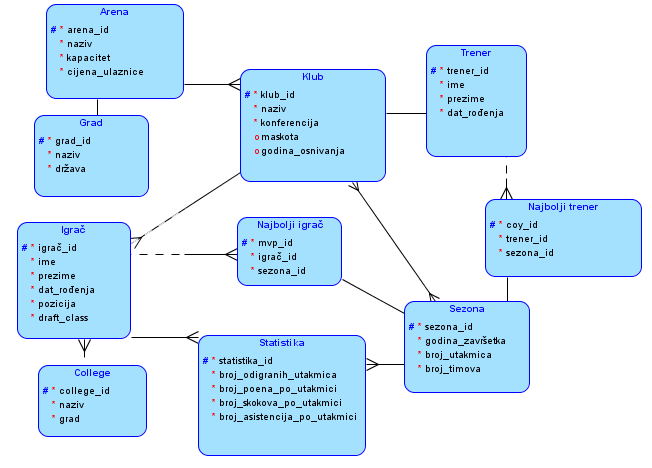 Arena
# * arena_id
* naziv
* kapacitet
* cijena_ulaznice
Grad
# * grad_id
* naziv
* država
Klub
# * klub_id
* naziv
* konferencija
o maskota
o godina_osnivanja
Trener
# * trener_id
* ime
* prezime
* dat_rođenja
Najbolji trener
# * coy_id
* trener_id
* sezona_id
Igrač
# * igrač_id
* ime
* prezime
* dat_rođenja
* pozicija
* draft_class
Najbolji igrač
# * mvp_id
* igrač_id
* sezona_id
Sezona
# * sezona_id
* godina_završetka
* broj_utakmica
* broj_timova
Statistika
# * statistika_id
* broj_odigranih_utakmica
* broj_poena_po_utakmici
* broj_skokova_po_utakmici
* broj_asistencija_po_utakmici
College
# * college_id
* naziv
* grad